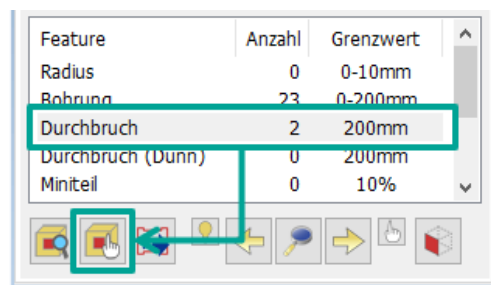 Feature Anzahl Grenzwert
Radius 0 0-10mm
Bohrung 23 0-200mm
Durchbruch 2 200mm
Durchbruch (Dünn) 0 200mm
Miniteil 0 10%